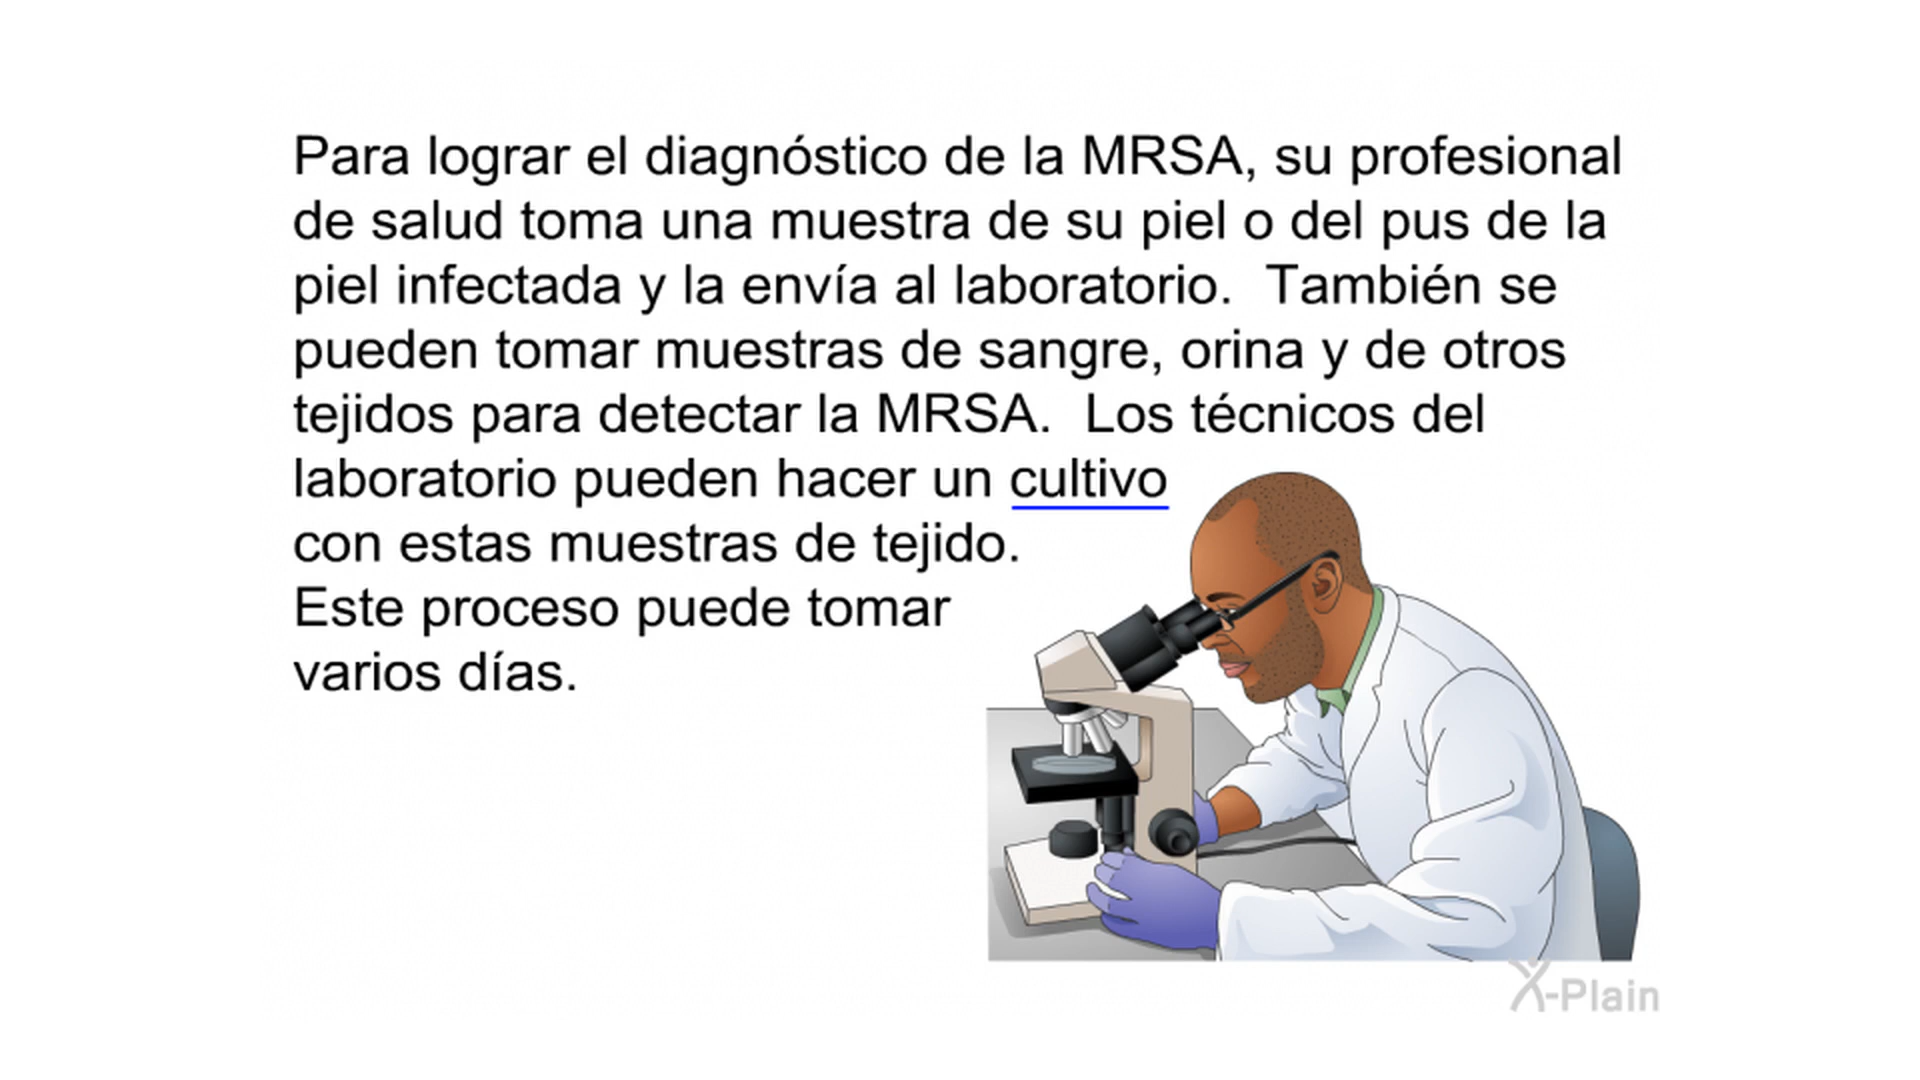 Para lograr el diagnóstico de la MRSA, su profesional
de salud toma una muestra de su piel o del pus de la
piel infectada y la envía al laboratorio.  También se
pueden tomar muestras de sangre, orina y de otros
tejidos para detectar la MRSA.  Los técnicos del
laboratorio pueden hacer un cultivo
con estas muestras de tejido.
Este proceso puede tomar
varios días.
X-Plain